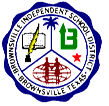 BROWNSVILLE INDEPENDENT SCHOOL DISTRICT
BROWNSVILLE, TEXAS